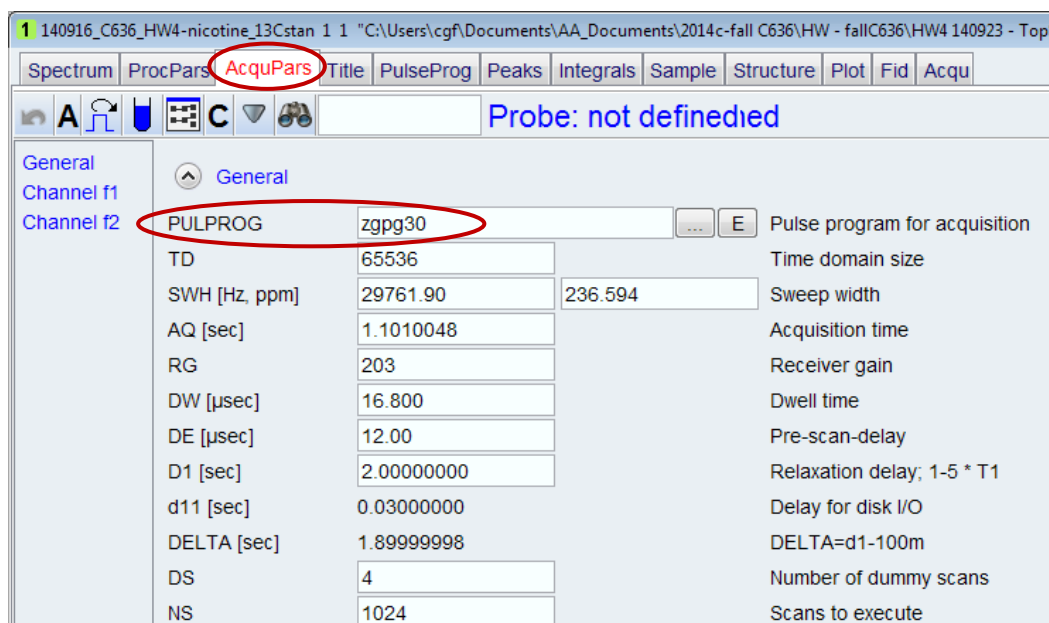 1 140916_C636_HW4-nicotine_13Cstan 1 1 "C:\Users\cgf\Documents\AA_Documents\2014c-fall C636\HW - fallC636\HW4 140923 - Top
Spectrum ProcPars AcquPars Title PulseProg Peaks Integrals Sample Structure Plot Fid Acqu
A C Probe: not defined
General
Channel f1
Channel f2
General
PULPROG zgpg30 ... E Pulse program for acquisition
TD 65536 Time domain size
SWH [Hz, ppm] 29761.90 236.594 Sweep width
AQ [sec] 1.1010048 Acquisition time
RG 203 Receiver gain
DW [µsec] 16.800 Dwell time
DE [µsec] 12.00 Pre-scan-delay
D1 [sec] 2.00000000 Relaxation delay; 1-5 * T1
d11 [sec] 0.03000000 Delay for disk I/O
DELTA [sec] 1.89999998 DELTA=d1-100m
DS 4 Number of dummy scans
NS 1024 Scans to execute